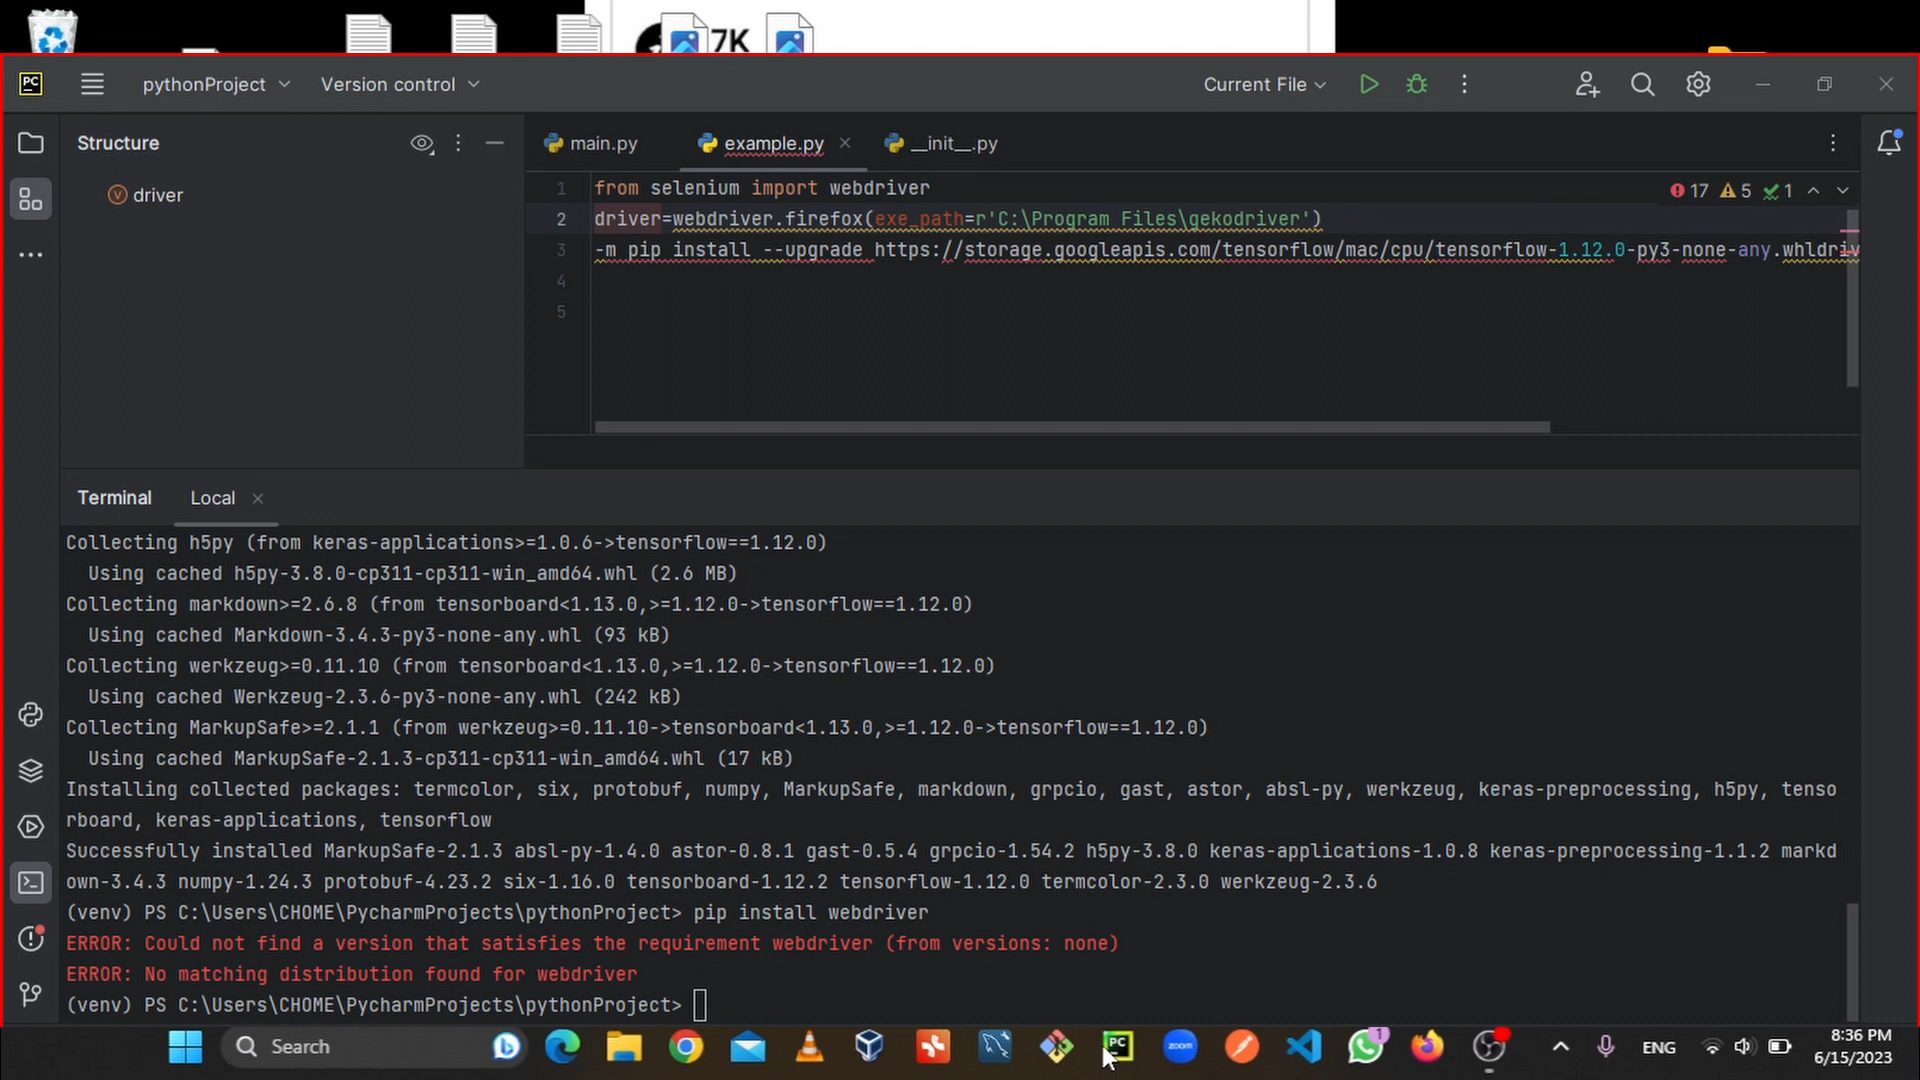 7K
PC
pythonProject
Version control
Current File
Structure
main.py
example.py
__init__.py
V driver
17
5
1
1 from selenium import webdriver
2 driver=webdriver.firefox(exe_path=r'C:\Program Files\gekodriver')
3 -m pip install --upgrade https://storage.googleapis.com/tensorflow/mac/cpu/tensorflow-1.12.0-py3-none-any.whldriv
4
5
Terminal
Local
Collecting h5py (from keras-applications>=1.0.6->tensorflow==1.12.0)
Using cached h5py-3.8.0-cp311-cp311-win_amd64.whl (2.6 MB)
Collecting markdown>=2.6.8 (from tensorboard<1.13.0,>=1.12.0->tensorflow==1.12.0)
Using cached Markdown-3.4.3-py3-none-any.whl (93 kB)
Collecting werkzeug>=0.11.10 (from tensorboard<1.13.0,>=1.12.0->tensorflow==1.12.0)
Using cached Werkzeug-2.3.6-py3-none-any.whl (242 kB)
Collecting MarkupSafe>=2.1.1 (from werkzeug>=0.11.10->tensorboard<1.13.0,>=1.12.0->tensorflow==1.12.0)
Using cached MarkupSafe-2.1.3-cp311-cp311-win_amd64.whl (17 kB)
Installing collected packages: termcolor, six, protobuf, numpy, MarkupSafe, markdown, grpcio, gast, astor, absl-py, werkzeug, keras-preprocessing, h5py, tenso
rboard, keras-applications, tensorflow
Successfully installed MarkupSafe-2.1.3 absl-py-1.4.0 astor-0.8.1 gast-0.5.4 grpcio-1.54.2 h5py-3.8.0 keras-applications-1.0.8 keras-preprocessing-1.1.2 markd
own-3.4.3 numpy-1.24.3 protobuf-4.23.2 six-1.16.0 tensorboard-1.12.2 tensorflow-1.12.0 termcolor-2.3.0 werkzeug-2.3.6
(venv) PS C:\Users\CHOME\PycharmProjects\pythonProject> pip install webdriver
ERROR: Could not find a version that satisfies the requirement webdriver (from versions: none)
ERROR: No matching distribution found for webdriver
(venv) PS C:\Users\CHOME\PycharmProjects\pythonProject>
Search
PC
zoom
1
ENG
8:36 PM
6/15/2023